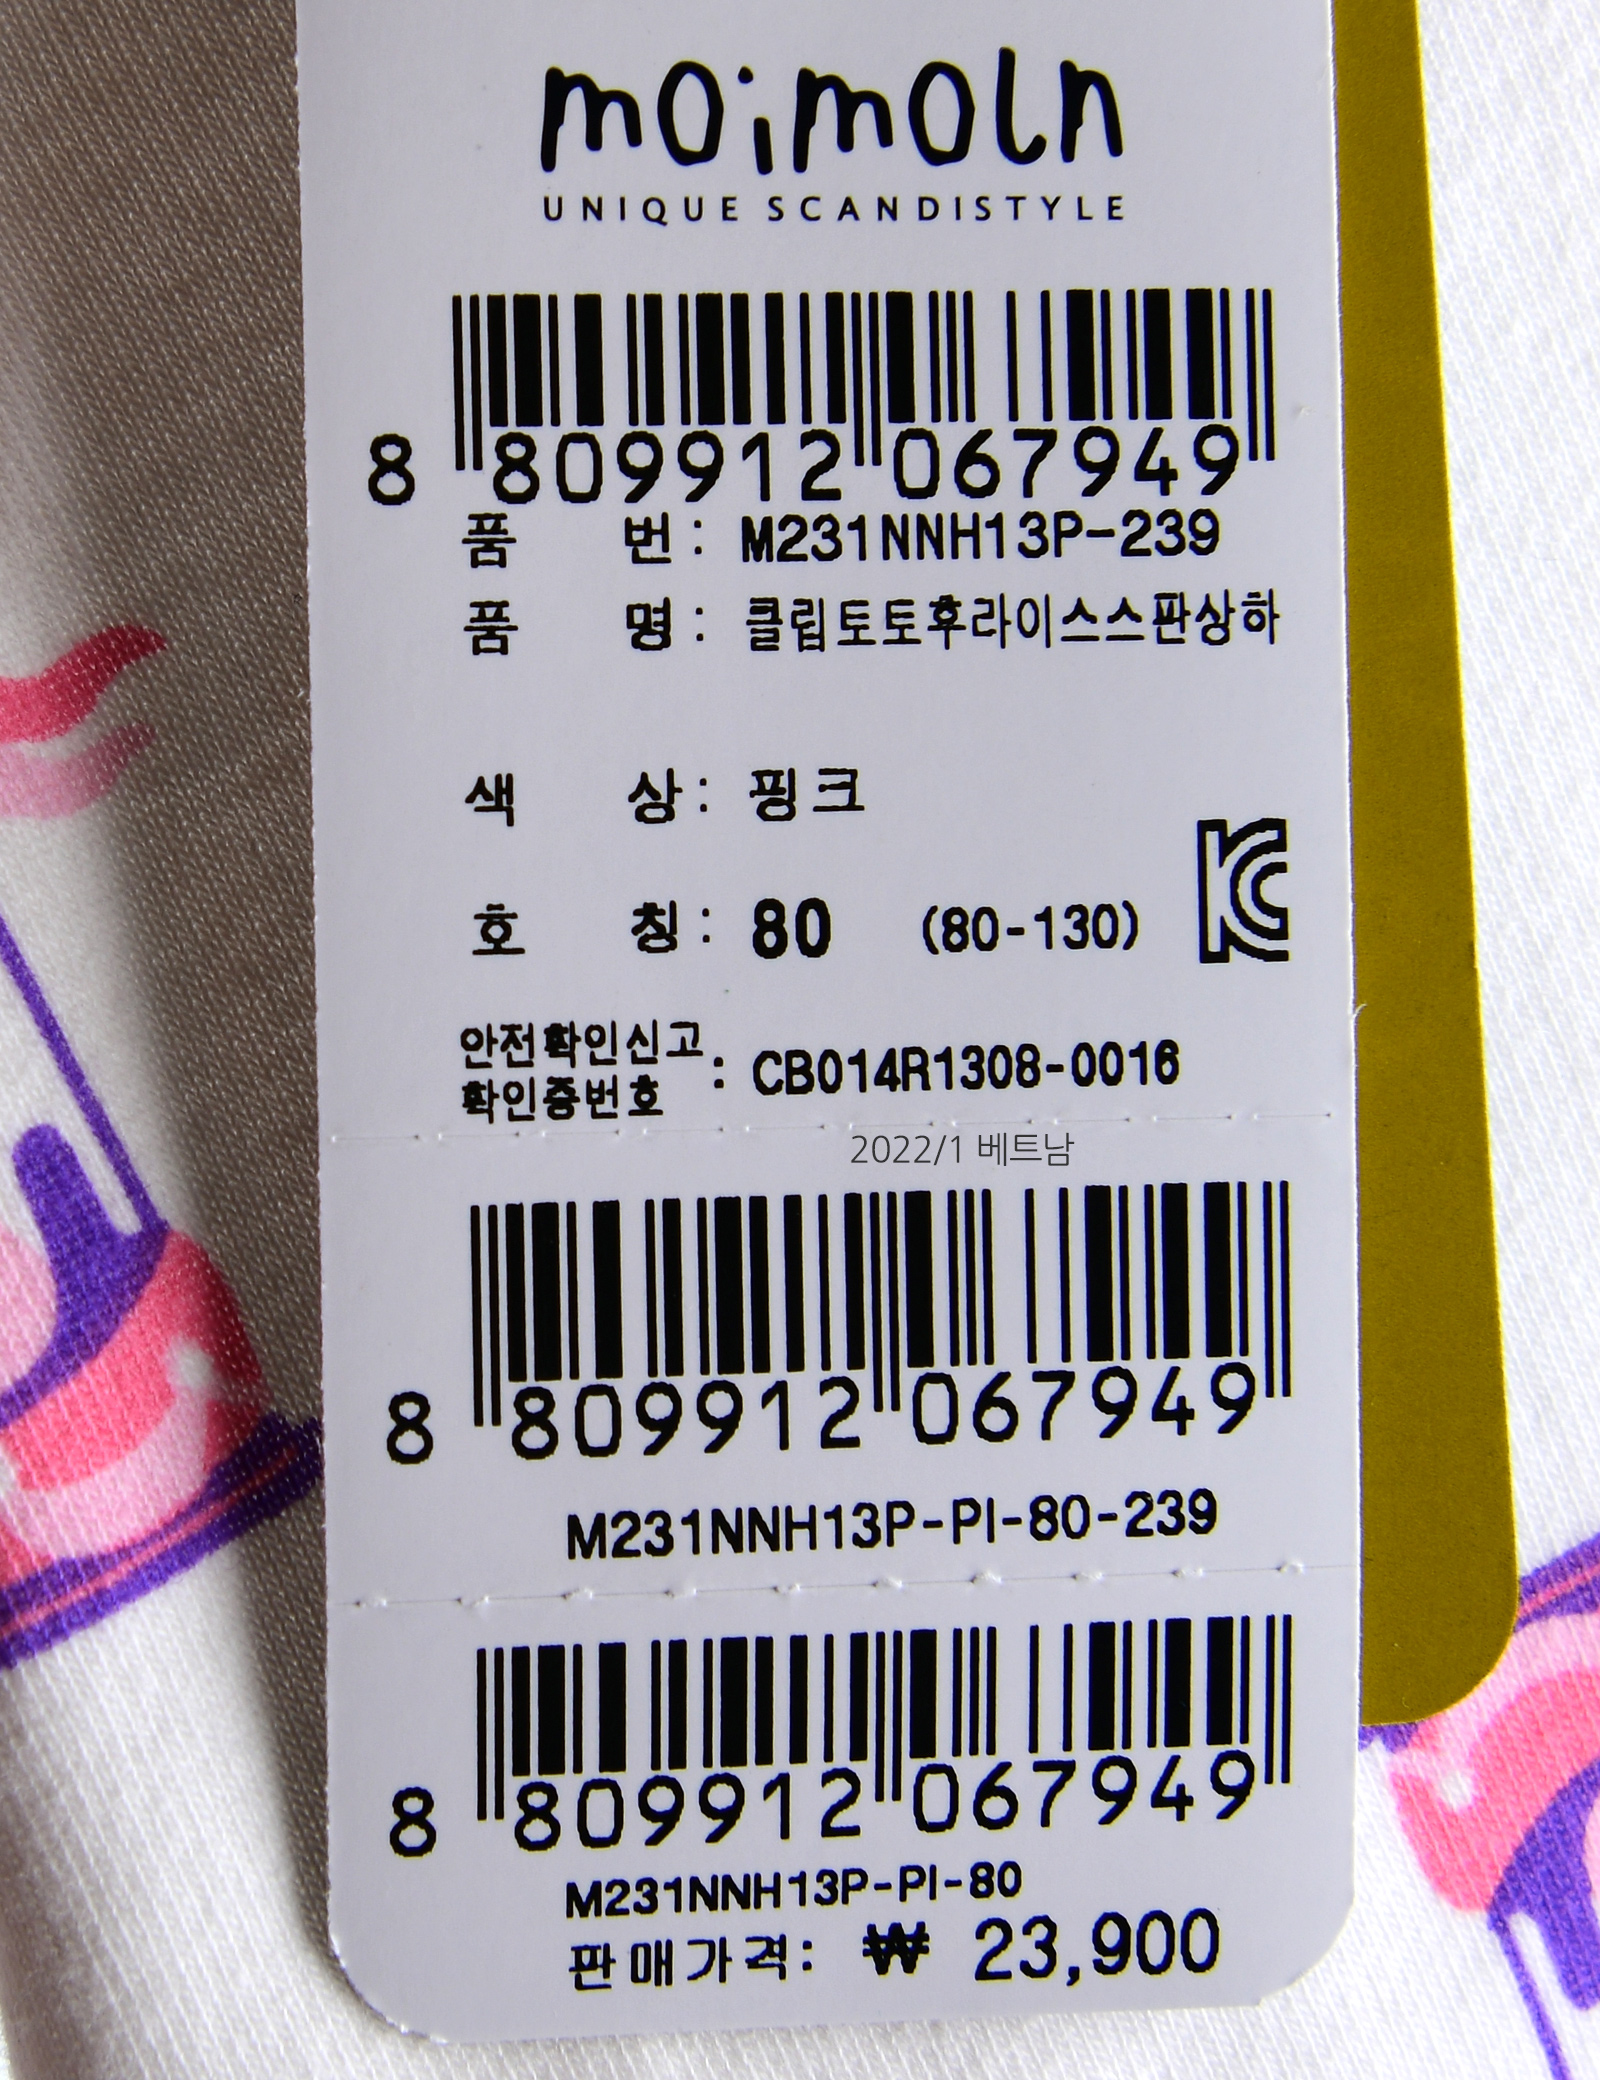 moimoln
UNIQUE SCANDISTYLE
8 809912 067949
품 번 : M231NNH13P-239
품 명 : 클립토토후라이스스판상하
색 상 : 핑크
호 칭 : 80 (80-130)
안전확인신고
확인증번호 : CB014R1308-0016
2022/1 베트남
8 809912 067949
M231NNH13P-PI-80-239
8 809912 067949
M231NNH13P-PI-80
판매가격: ₩ 23,900